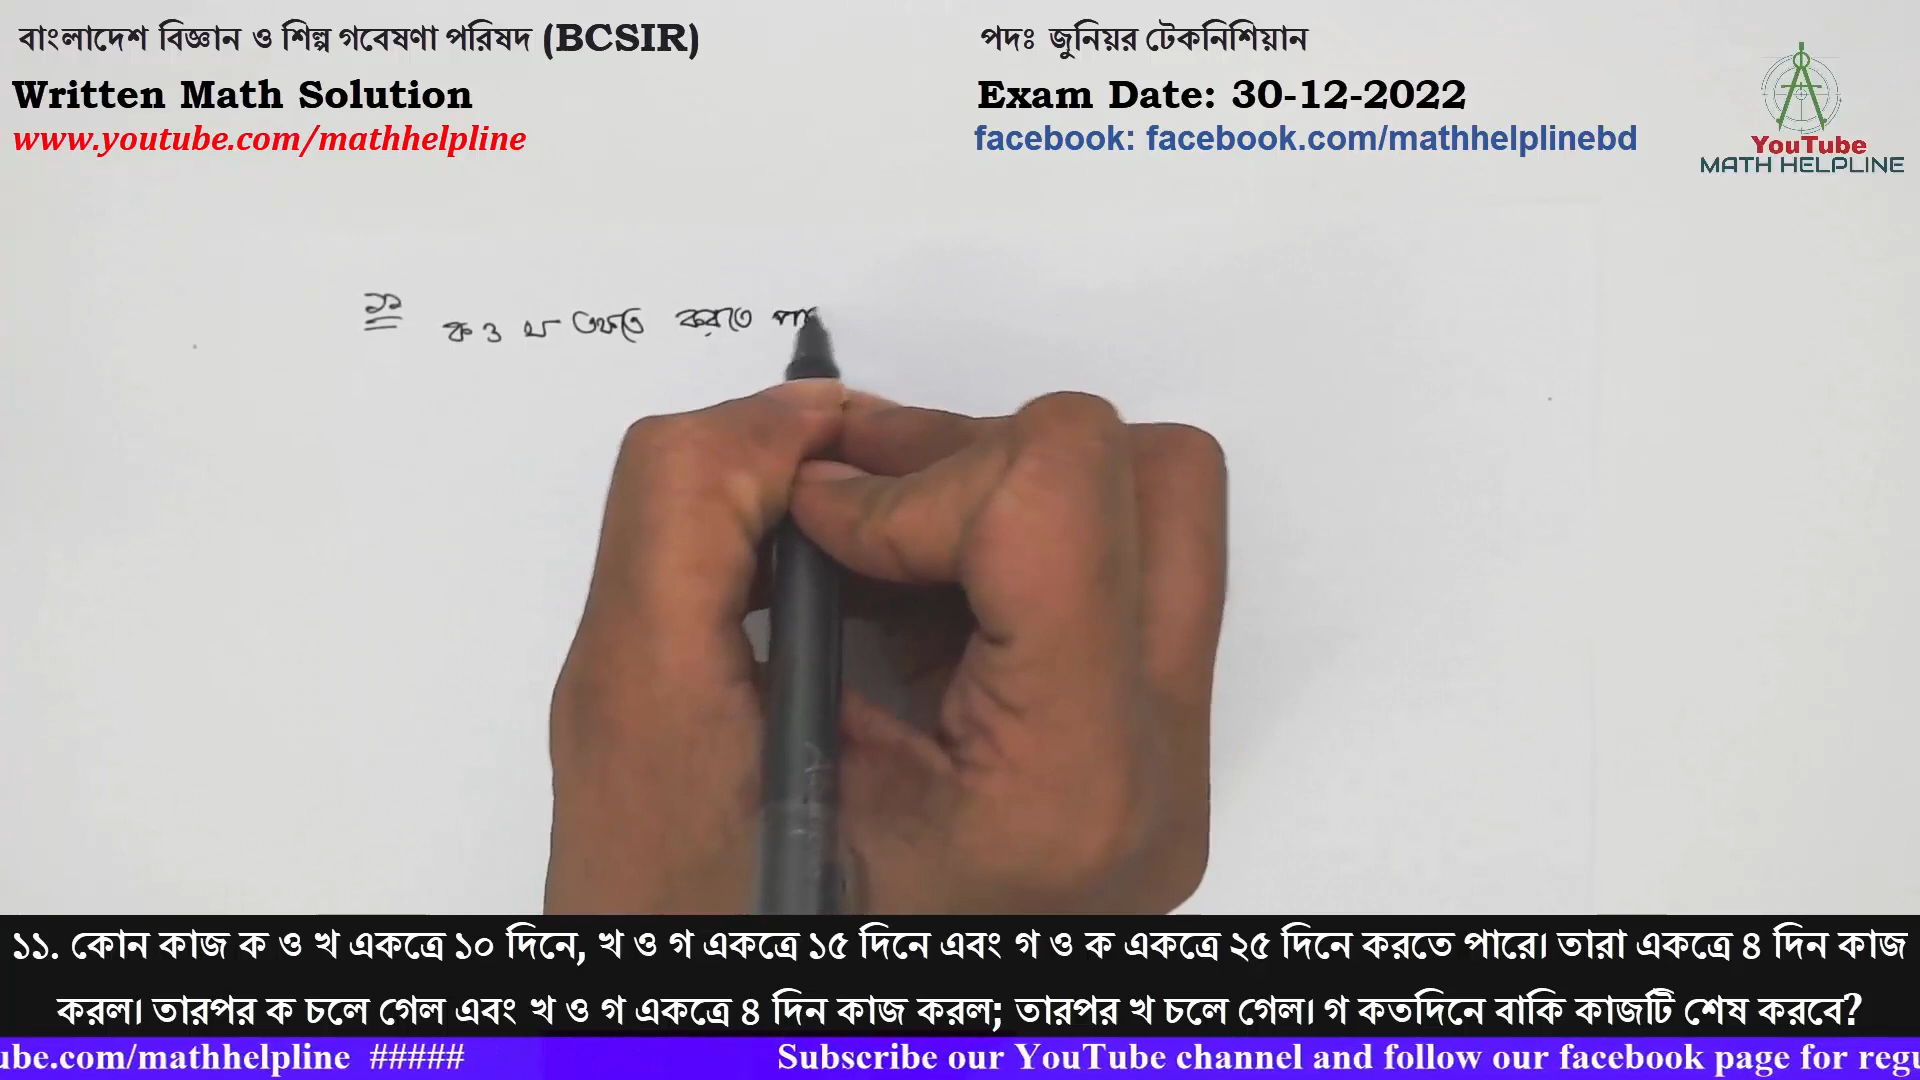 বাংলাদেশ বিজ্ঞান ও শিল্প গবেষণা পরিষদ (BCSIR)
পদঃ জুনিয়র টেকনিশিয়ান
Written Math Solution
Exam Date: 30-12-2022
www.youtube.com/mathhelpline
facebook: facebook.com/mathhelplinebd
YouTube
MATH HELPLINE
১১ ক ও খ একত্রে করতে
১১. কোন কাজ ক ও খ একত্রে ১০ দিনে, খ ও গ একত্রে ১৫ দিনে এবং গ ও ক একত্রে ২৫ দিনে করতে পারে। তারা একত্রে ৪ দিন কাজ
করল। তারপর ক চলে গেল এবং খ ও গ একত্রে ৪ দিন কাজ করল; তারপর খ চলে গেল। গ কতদিনে বাকি কাজটি শেষ করবে?
ube.com/mathhelpline ##### Subscribe our YouTube channel and follow our facebook page for regu